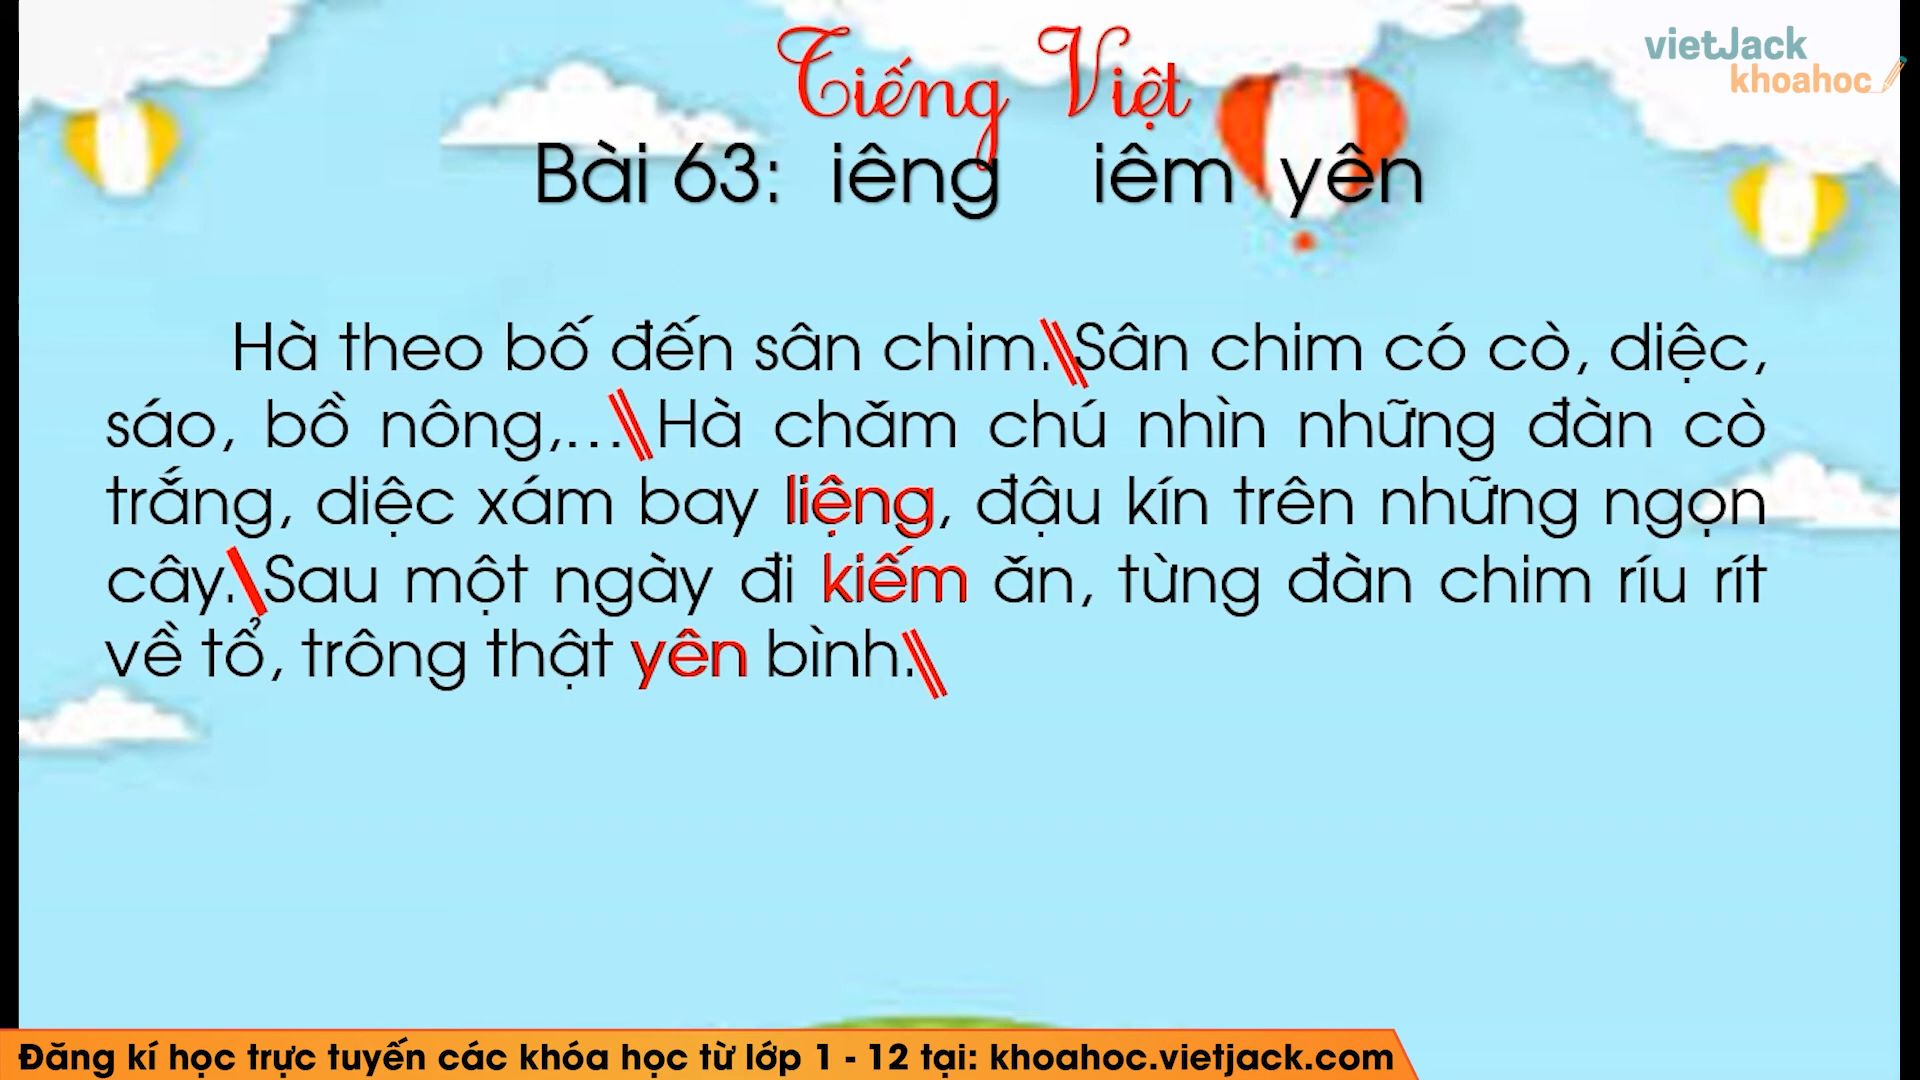 Tiếng Việt
vietJack
khoahoc
Bài 63: iêng iêm yên
Hà theo bố đến sân chim. Sân chim có cò, diệc,
sáo, bồ nông,... Hà chăm chú nhìn những đàn cò
trắng, diệc xám bay liệng, đậu kín trên những ngọn
cây. Sau một ngày đi kiếm ăn, từng đàn chim ríu rít
về tổ, trông thật yên bình.
Đăng kí học trực tuyến các khóa học từ lớp 1 - 12 tại: khoahoc.vietjack.com